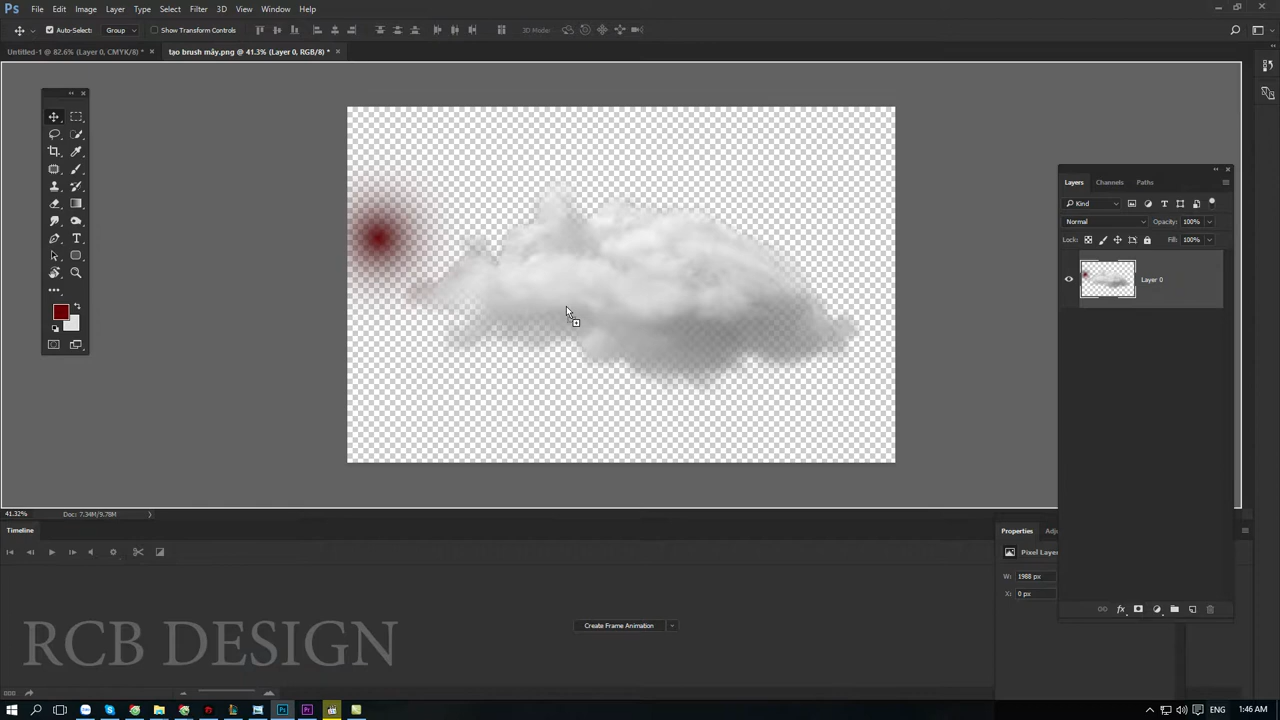 Ps File Edit Image Layer Type Select Filter 3D View Window Help
Auto-Select: Group Show Transform Controls 3D Mode:
Untitled-1 @ 82.6% (Layer 0, CMYK/8) * × tạo brush mây.png @ 41.3% (Layer 0, RGB/8) * ×
Layers Channels Paths
Kind
Normal Opacity: 100%
Lock: Fill: 100%
Layer 0
41.32% Doc: 7.34M/9.78M
Timeline
Properties Adj
Pixel Laye
W: 1988 px
X: 0 px
Create Frame Animation
RCB DESIGN
ENG 1:46 AM